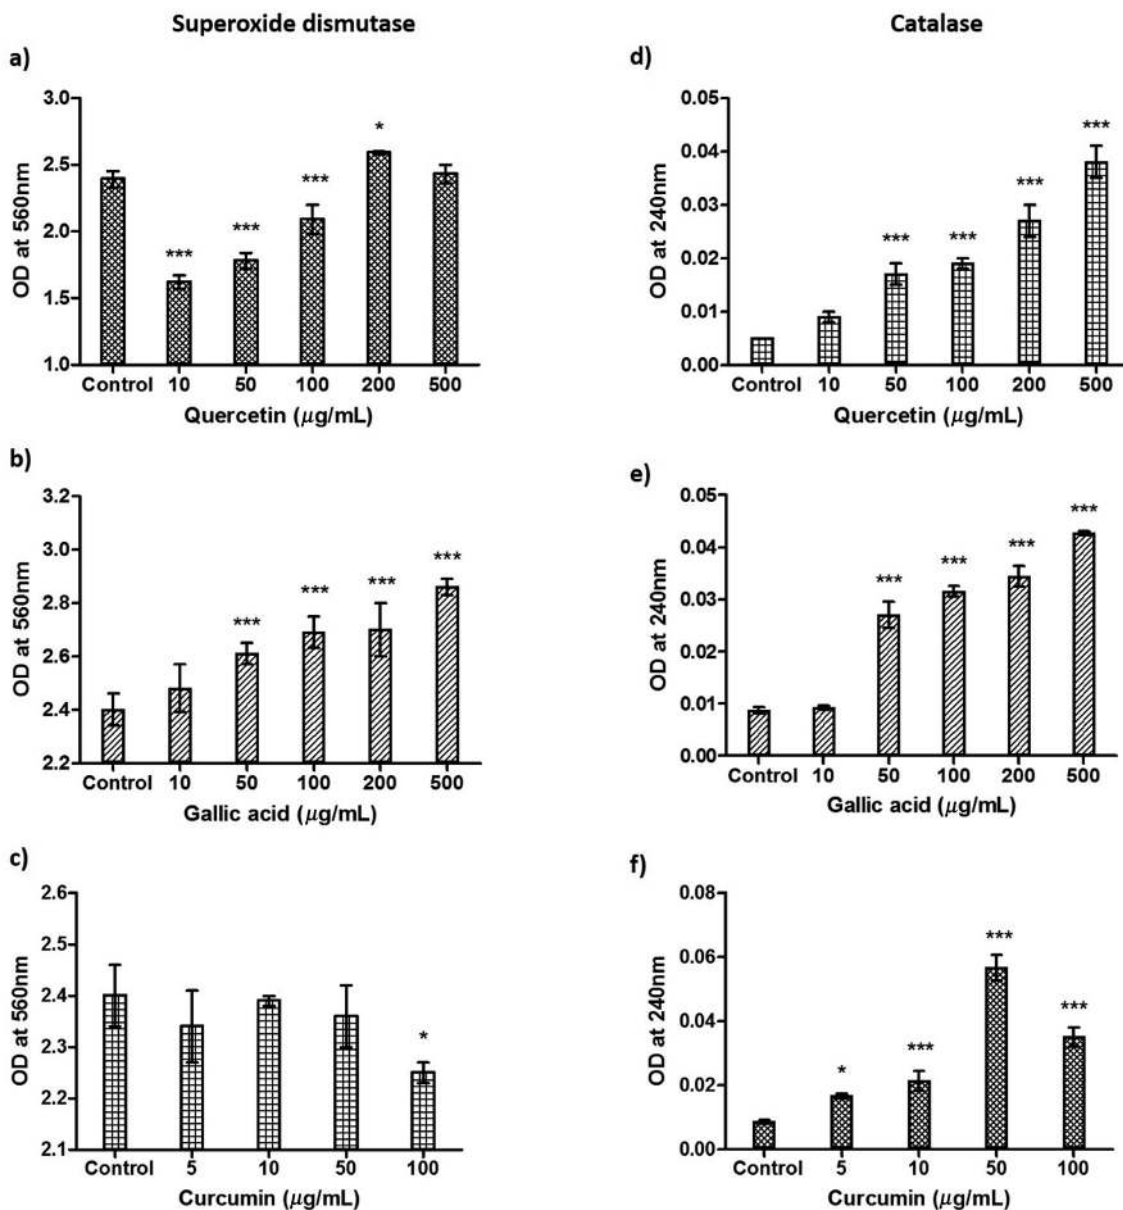 Superoxide dismutase
Catalase
a)
3.0
2.5
2.0
1.5
1.0
OD at 560nm
***
***
***
*
Control 10 50 100 200 500
Quercetin (µg/mL)
d)
0.05
0.04
0.03
0.02
0.01
0.00
OD at 240nm
***
***
***
***
Control 10 50 100 200 500
Quercetin (µg/mL)
b)
3.2
3.0
2.8
2.6
2.4
2.2
OD at 560nm
***
***
***
***
Control 10 50 100 200 500
Gallic acid (µg/mL)
e)
0.05
0.04
0.03
0.02
0.01
0.00
OD at 240nm
***
***
***
***
Control 10 50 100 200 500
Gallic acid (µg/mL)
c)
2.6
2.5
2.4
2.3
2.2
2.1
OD at 560nm
*
Control 5 10 50 100
Curcumin (µg/mL)
f)
0.08
0.06
0.04
0.02
0.00
OD at 240nm
*
***
***
***
Control 5 10 50 100
Curcumin (µg/mL)